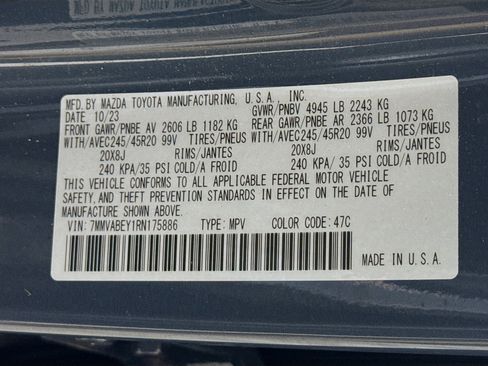 MFD.BY MAZDA TOYOTA MANUFACTURING, U.S.A., INC.
DATE 10/23 GVWR/PNBV 4945 LB 2243 KG
FRONT GAWR/PNBE AV 2606 LB 1182 KG REAR GAWR/PNBE AR 2366 LB 1073 KG
WITH/AVEC245/45R20 99V TIRES/PNEUS WITH/AVEC245/45R20 99V TIRES/PNEUS
20X8J RIMS/JANTES 20X8J RIMS/JANTES
240 KPA/35 PSI COLD/A FROID 240 KPA/ 35 PSI COLD/A FROID
THIS VEHICLE CONFORMS TO ALL APPLICABLE FEDERAL MOTOR VEHICLE
SAFETY, AND THEFT PREVENTION STANDARDS IN EFFECT ON THE DATE
OF MANUFACTURE SHOWN ABOVE.
VIN: 7MMVABEY1RN175886 TYPE: MPV COLOR CODE: 47C
MADE IN U.S.A.